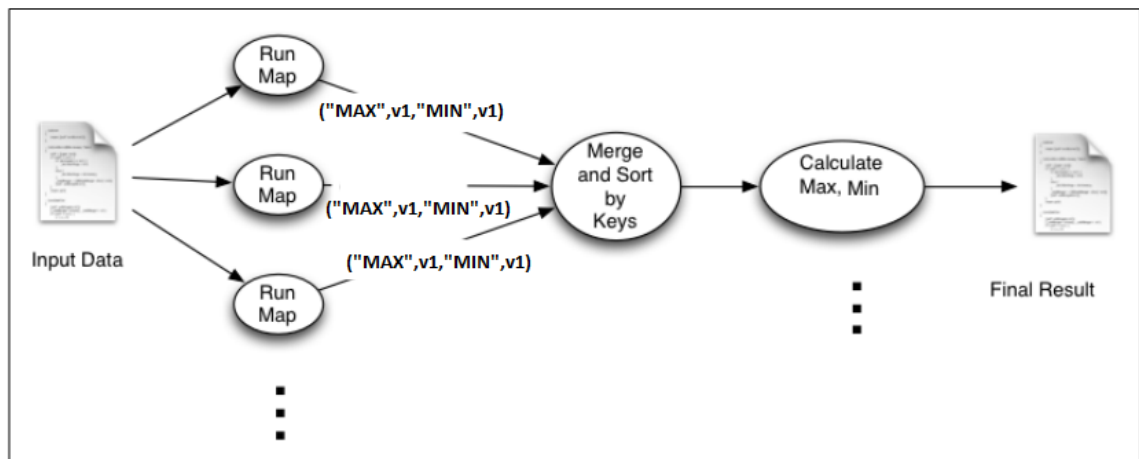 Run
Map
("MAX",v1,"MIN",v1)
Input Data
Run
Map
("MAX",v1,"MIN",v1)
Run
Map
("MAX",v1,"MIN",v1)
Merge
and Sort
by
Keys
Calculate
Max, Min
Final Result